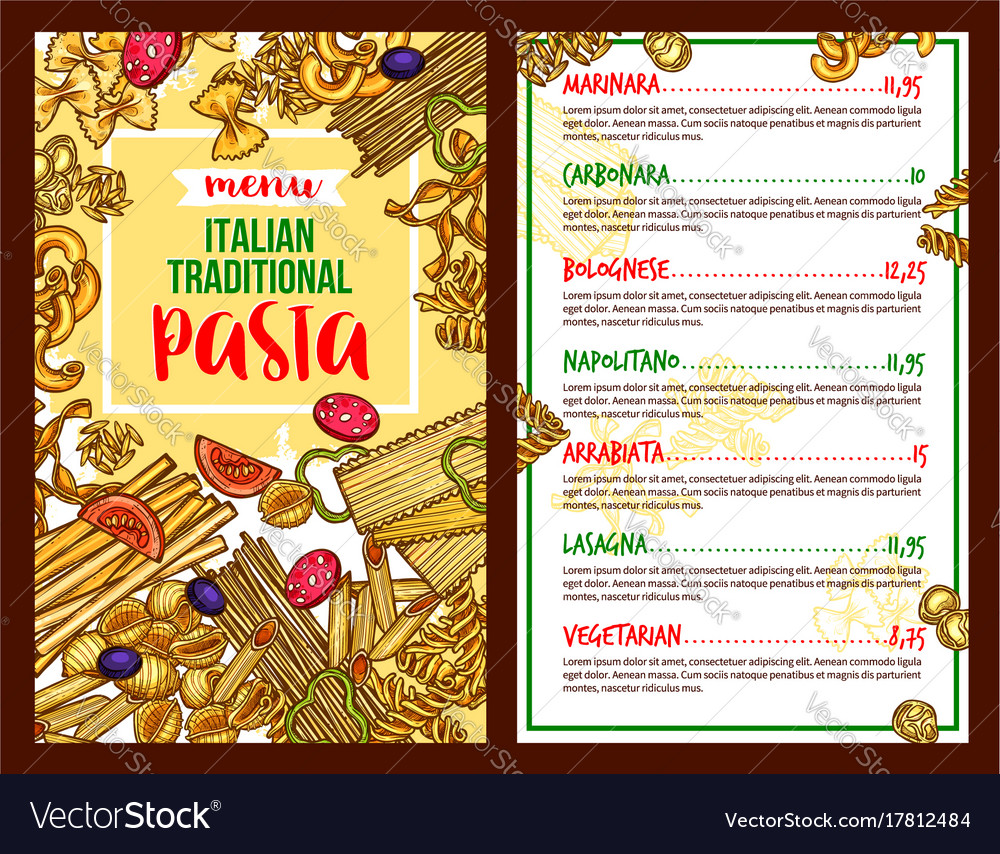 menu
ITALIAN
TRADITIONAL
pasta
MARINARA........................11,95
Lorem ipsum dolor sit amet, consectetuer adipiscing elit. Aenean commodo ligula
eget dolor. Aenean massa. Cum sociis natoque penatibus et magnis dis parturient
montes, nascetur ridiculus mus.
CARBONARA..........................10
Lorem ipsum dolor sit amet, consectetuer adipiscing elit. Aenean commodo ligula
eget dolor. Aenean massa. Cum sociis natoque penatibus et magnis dis parturient
montes, nascetur ridiculus mus.
BOLOGNESE........................12,25
Lorem ipsum dolor sit amet, consectetuer adipiscing elit. Aenean commodo ligula
eget dolor. Aenean massa. Cum sociis natoque penatibus et magnis dis parturient
montes, nascetur ridiculus mus.
NAPOLITANO.......................11,95
Lorem ipsum dolor sit amet, consectetuer adipiscing elit. Aenean commodo ligula
eget dolor. Aenean massa. Cum sociis natoque penatibus et magnis dis parturient
montes, nascetur ridiculus mus.
ARRABIATA...........................15
Lorem ipsum dolor sit amet, consectetuer adipiscing elit. Aenean commodo ligula
eget dolor. Aenean massa. Cum sociis natoque penatibus et magnis dis parturient
montes, nascetur ridiculus mus.
LASAGNA..........................11,95
Lorem ipsum dolor sit amet, consectetuer adipiscing elit. Aenean commodo ligula
eget dolor. Aenean massa. Cum sociis natoque penatibus et magnis dis parturient
montes, nascetur ridiculus mus.
VEGETARIAN.......................8,75
Lorem ipsum dolor sit amet, consectetuer adipiscing elit. Aenean commodo ligula
eget dolor. Aenean massa. Cum sociis natoque penatibus et magnis dis parturient
montes, nascetur ridiculus mus.
VectorStock®
VectorStock.com/17812484